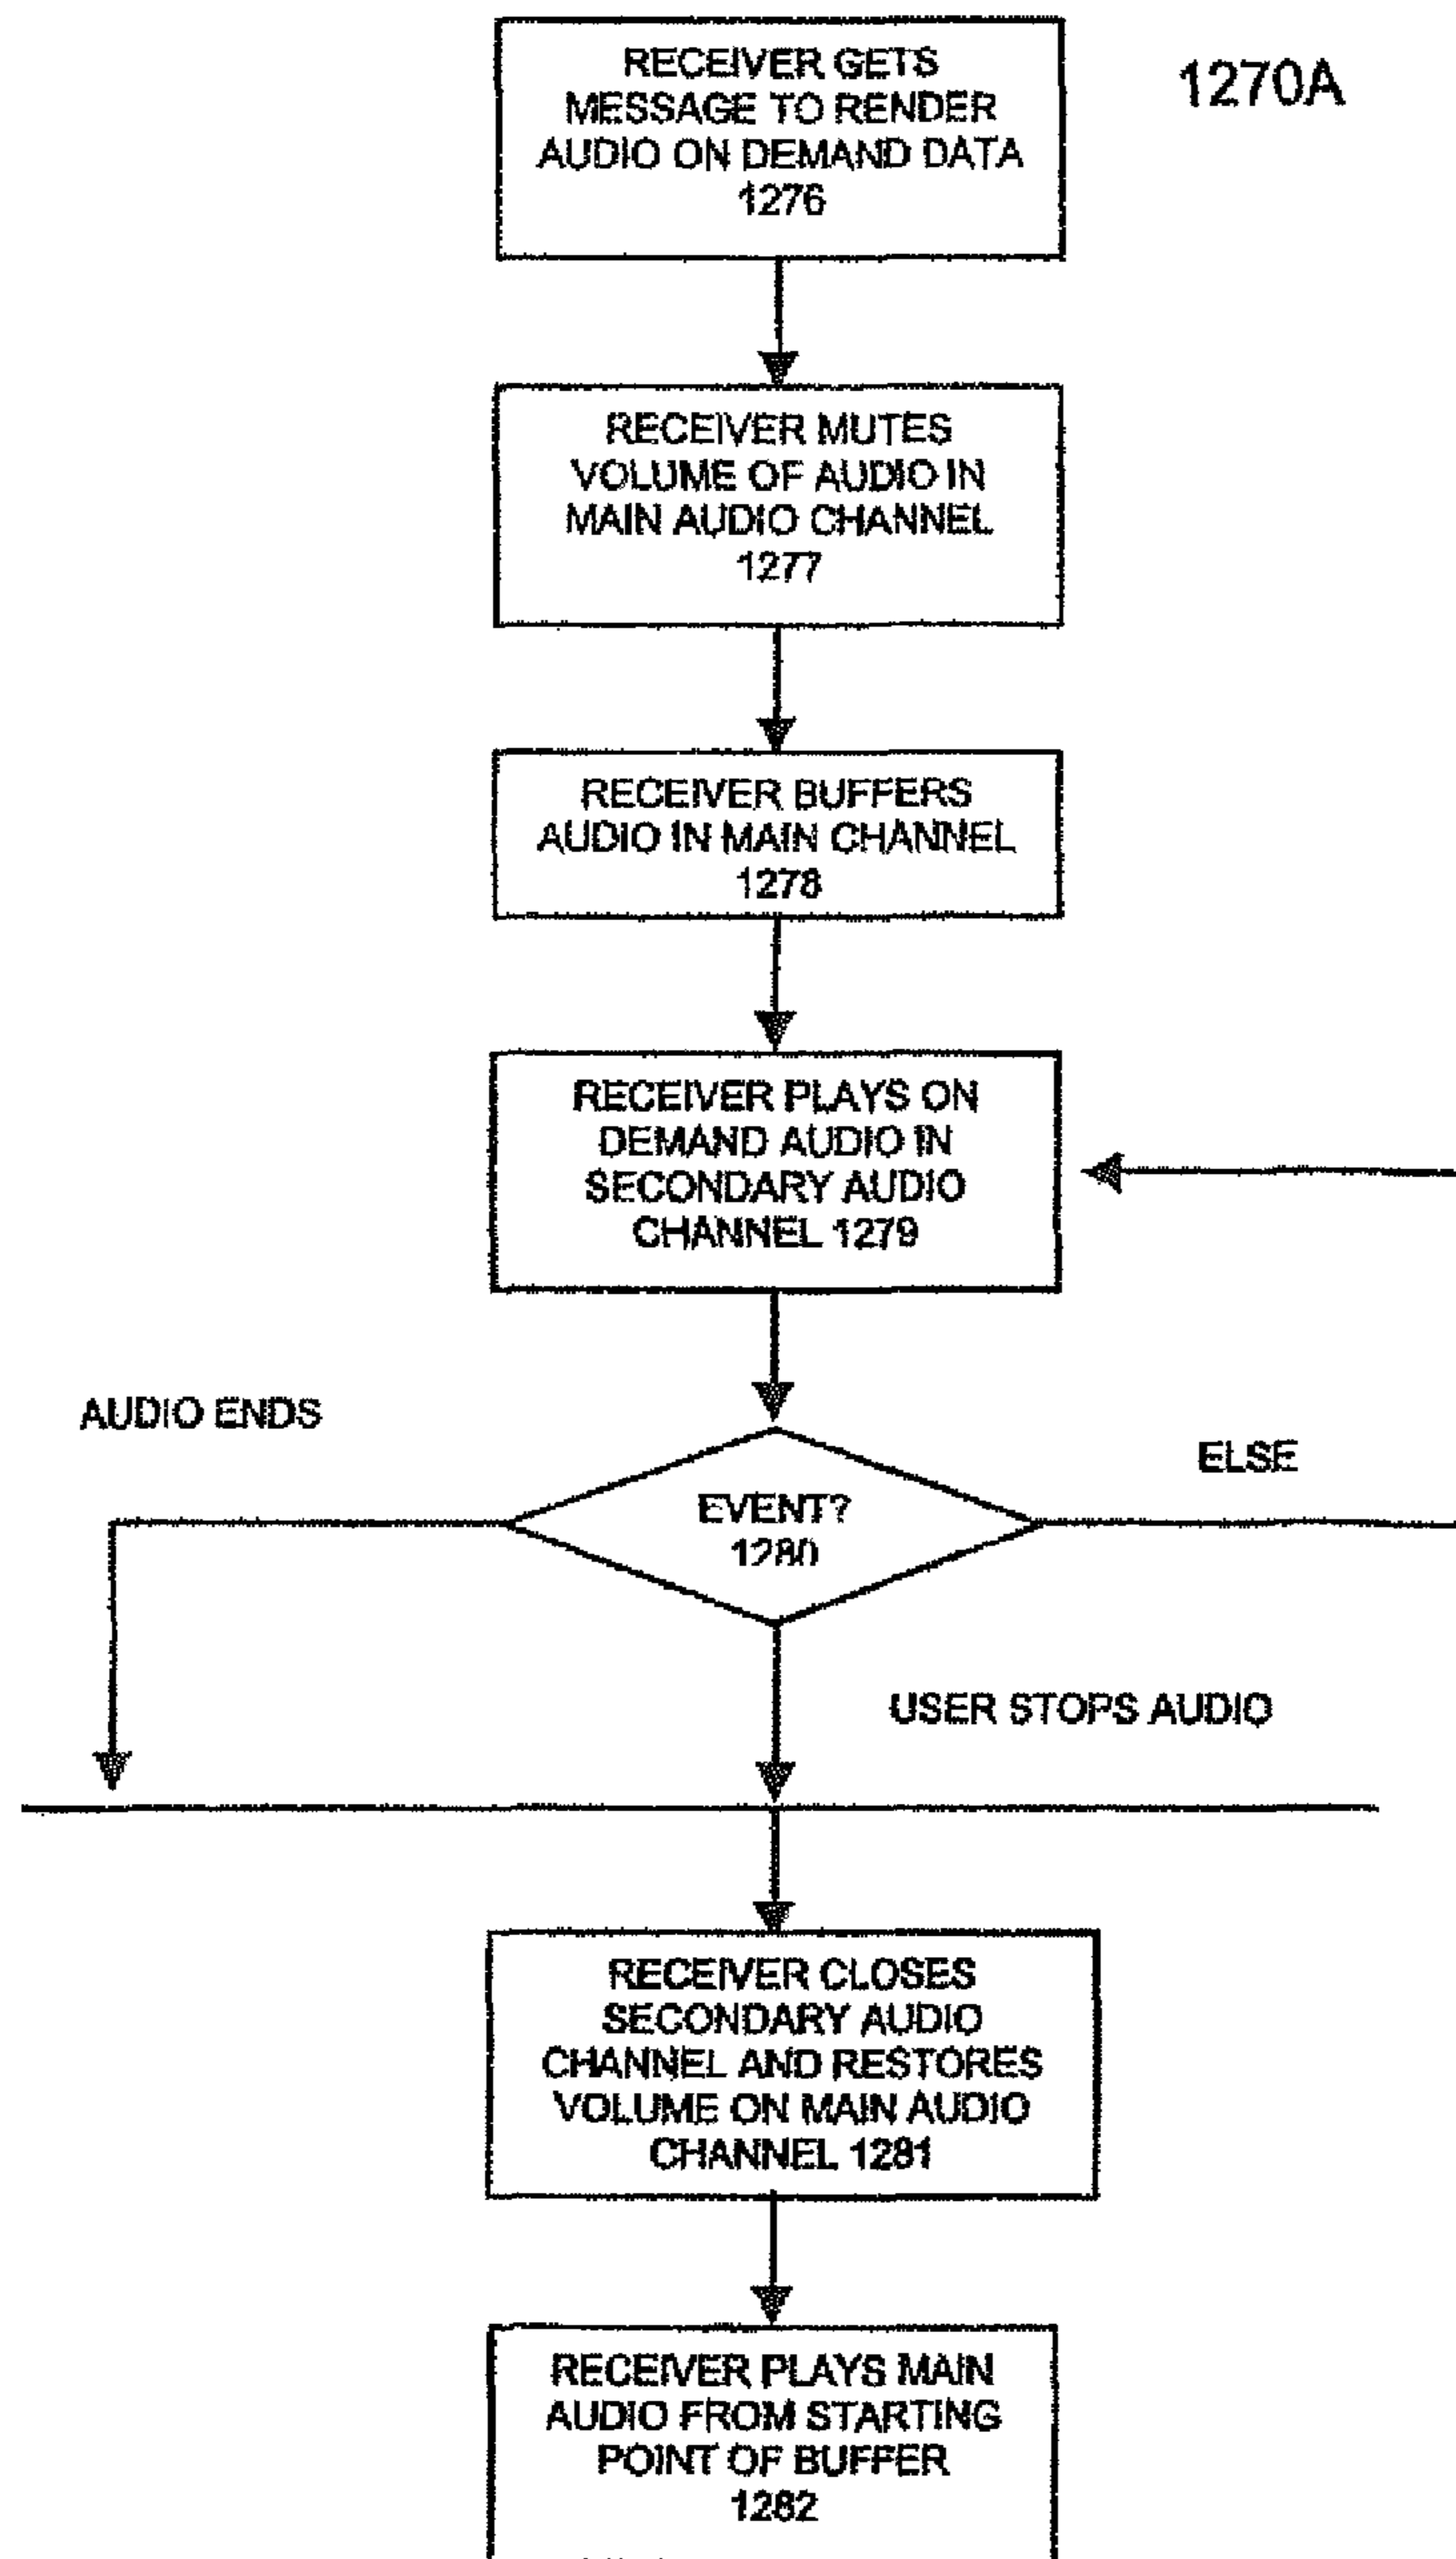 1270A
RECEIVER GETS
MESSAGE TO RENDER
AUDIO ON DEMAND DATA
1276
RECEIVER MUTES
VOLUME OF AUDIO IN
MAIN AUDIO CHANNEL
1277
RECEIVER BUFFERS
AUDIO IN MAIN CHANNEL
1278
RECEIVER PLAYS ON
DEMAND AUDIO IN
SECONDARY AUDIO
CHANNEL 1279
AUDIO ENDS
ELSE
EVENT?
1280
USER STOPS AUDIO
RECEIVER CLOSES
SECONDARY AUDIO
CHANNEL AND RESTORES
VOLUME ON MAIN AUDIO
CHANNEL 1281
RECEIVER PLAYS MAIN
AUDIO FROM STARTING
POINT OF BUFFER
1282